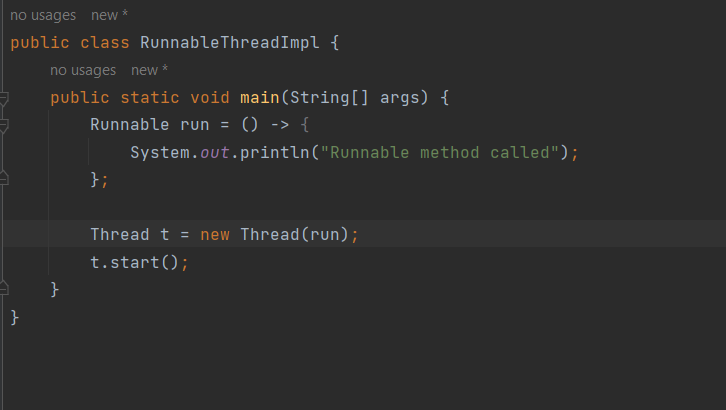 no usages   new *
public class RunnableThreadImpl {
no usages   new *
public static void main(String[] args) {
Runnable run = () -> {
System.out.println("Runnable method called");
};
Thread t = new Thread(run);
t.start();
}
}